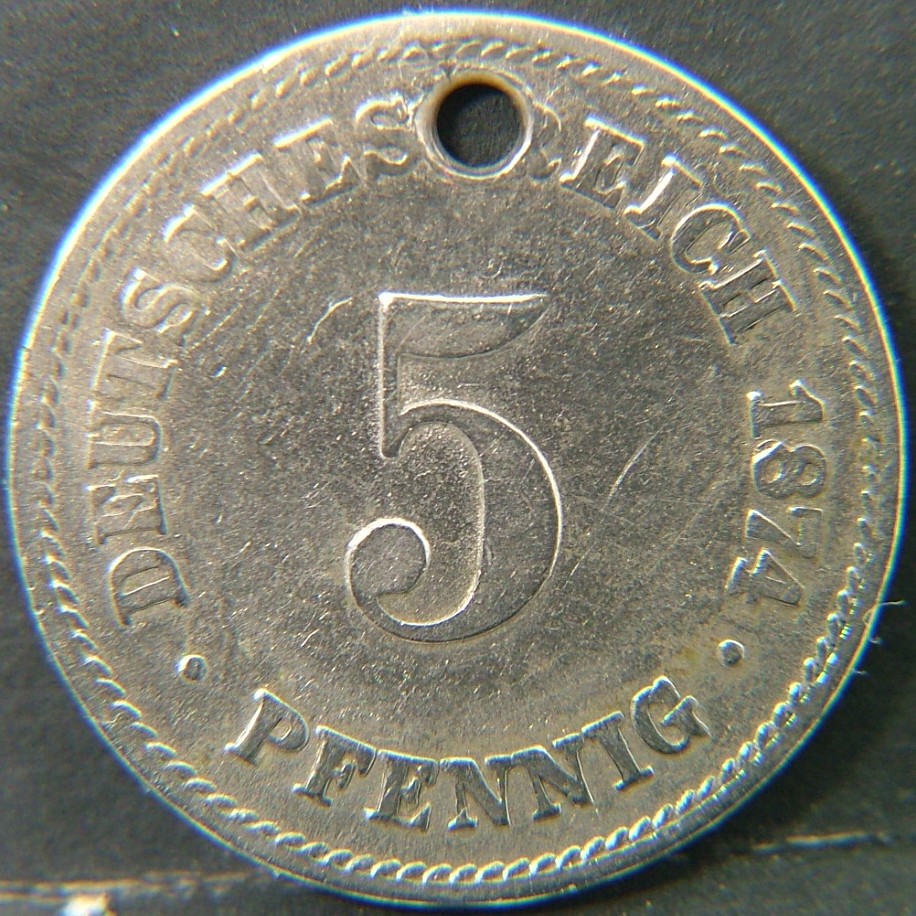 DEUTSCHES REICH 1874
5
· PFENNIG ·